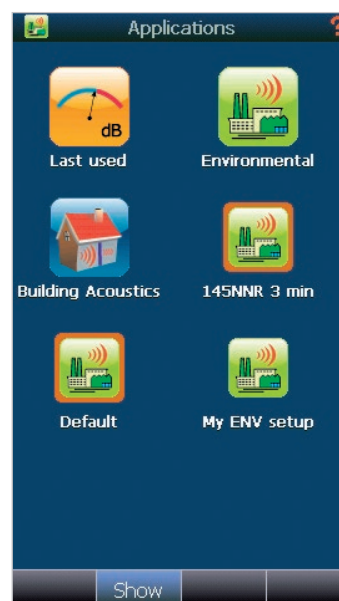 Applications ?
dB
Last used
Environmental
Building Acoustics
145NNR 3 min
Default
My ENV setup
Show